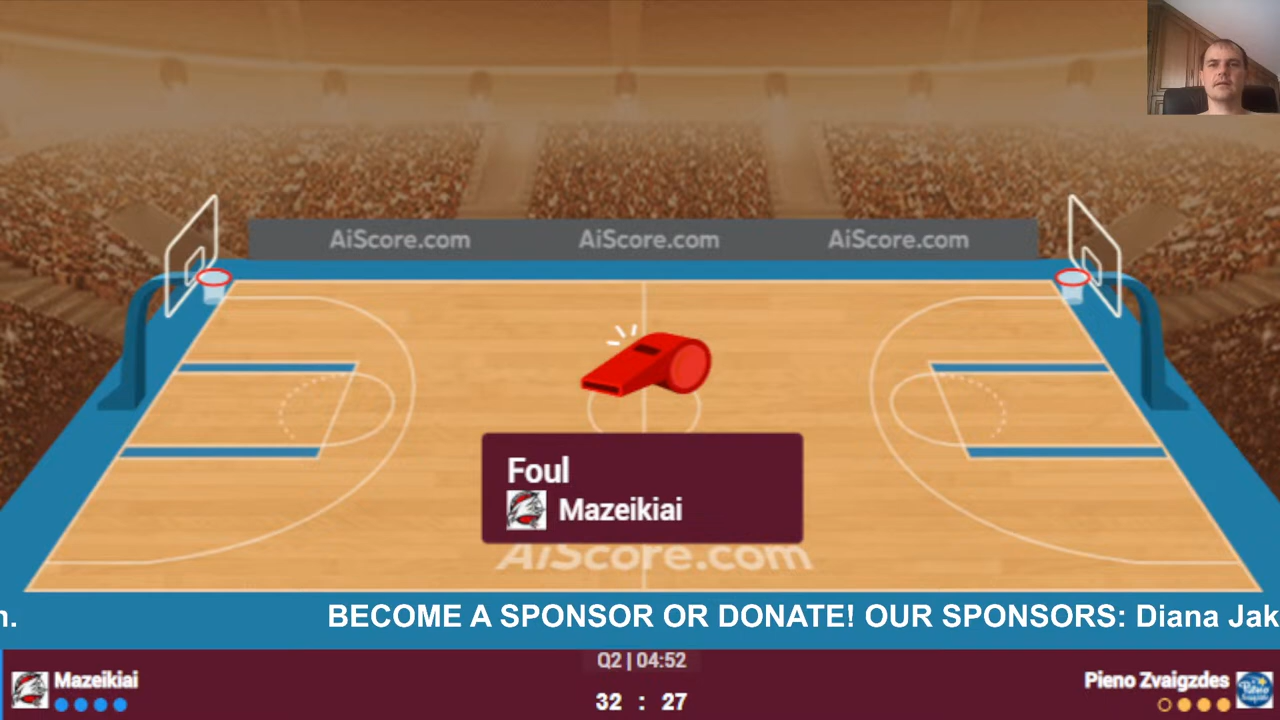 AiScore.com AiScore.com AiScore.com
Foul
Mazeikiai
AiScore.com
n. BECOME A SPONSOR OR DONATE! OUR SPONSORS: Diana Jak
Q2 | 04:52
Mazeikiai
32 : 27
Pieno Zvaigzdes